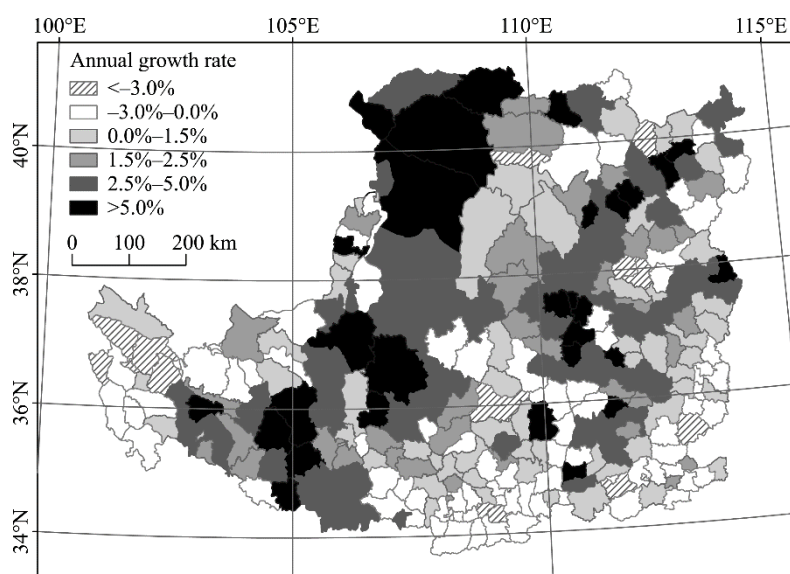 100°E 105°E 110°E 115°E
Annual growth rate
<–3.0%
–3.0%–0.0%
0.0%–1.5%
1.5%–2.5%
2.5%–5.0%
>5.0%
0 100 200 km
40°N
38°N
36°N
34°N